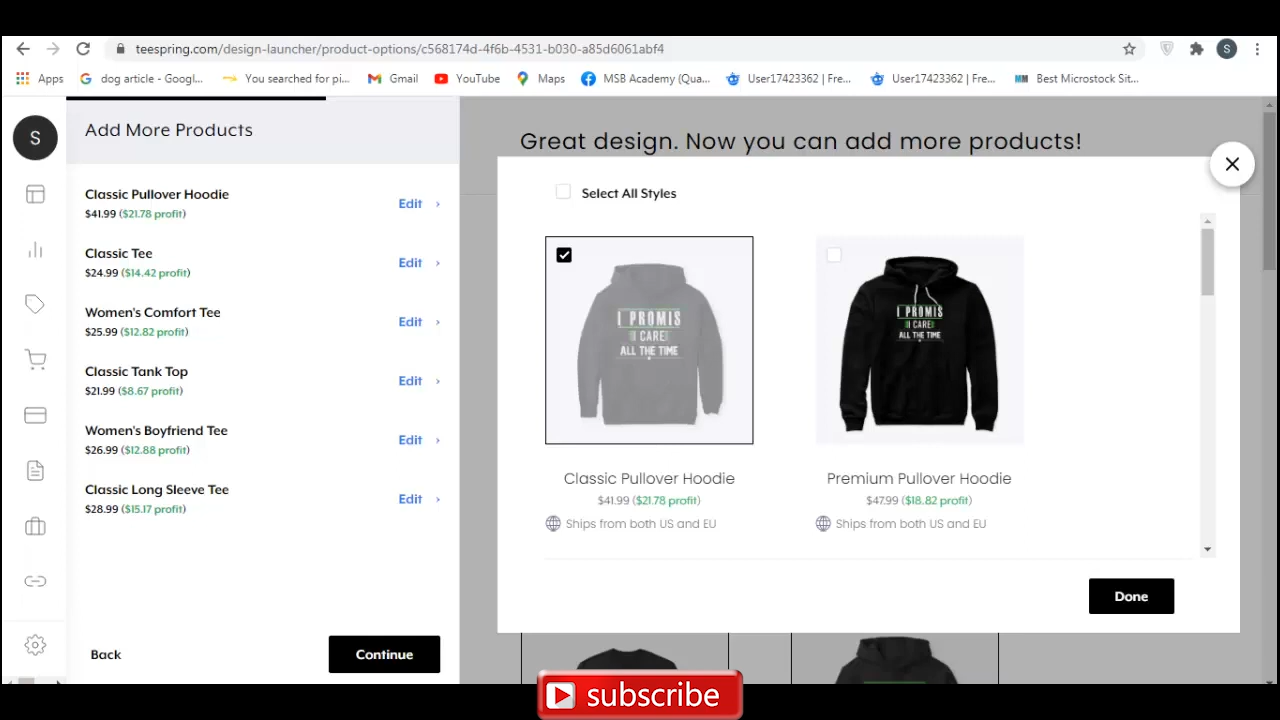 teespring.com/design-launcher/product-options/c568174d-4f6b-4531-b030-a85d6061abf4
S
Apps
dog article - Googl...
You searched for pi...
Gmail
YouTube
Maps
MSB Academy (Qua...
User17423362 | Fre...
User17423362 | Fre...
Best Microstock Sit...
S
Add More Products
Classic Pullover Hoodie
$41.99 ($21.78 profit)
Edit
Classic Tee
$24.99 ($14.42 profit)
Edit
Women's Comfort Tee
$25.99 ($12.82 profit)
Edit
Classic Tank Top
$21.99 ($8.67 profit)
Edit
Women's Boyfriend Tee
$26.99 ($12.88 profit)
Edit
Classic Long Sleeve Tee
$28.99 ($15.17 profit)
Edit
Back
Continue
Great design. Now you can add more products!
Select All Styles
I PROMIS
I CARE
ALL THE TIME
Classic Pullover Hoodie
$41.99 ($21.78 profit)
Ships from both US and EU
I PROMIS
I CARE
ALL THE TIME
Premium Pullover Hoodie
$47.99 ($18.82 profit)
Ships from both US and EU
Done
subscribe